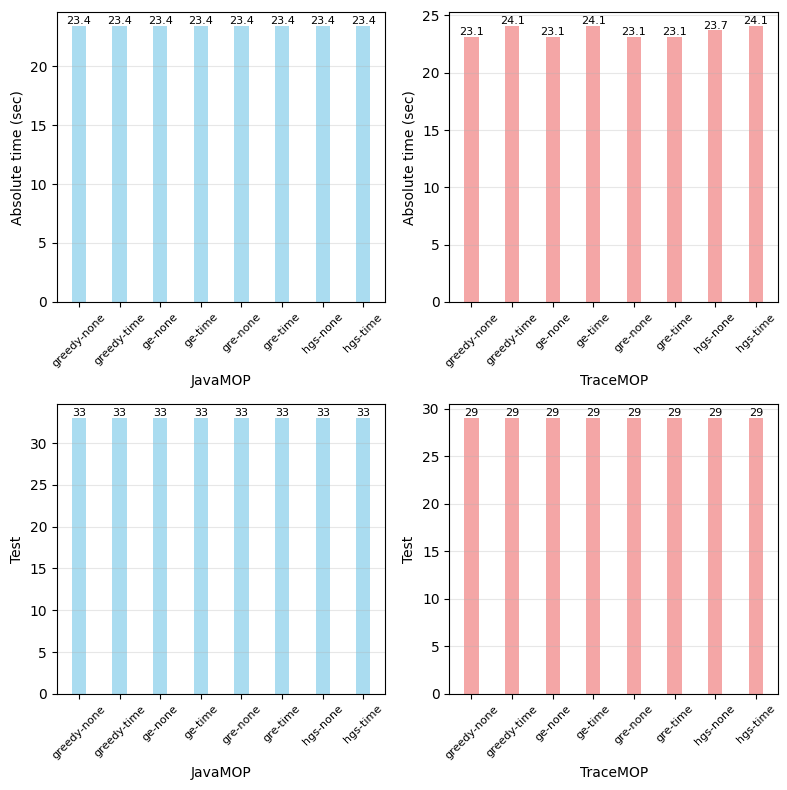 23.4 23.4 23.4 23.4 23.4 23.4 23.4 23.4
Absolute time (sec)
20
15
10
5
0
greedy-none greedy-time ge-none ge-time gre-none gre-time hgs-none hgs-time
JavaMOP
23.1 24.1 23.1 24.1 23.1 23.1 23.7 24.1
Absolute time (sec)
25
20
15
10
5
0
greedy-none greedy-time ge-none ge-time gre-none gre-time hgs-none hgs-time
TraceMOP
33 33 33 33 33 33 33 33
Test
30
25
20
15
10
5
0
greedy-none greedy-time ge-none ge-time gre-none gre-time hgs-none hgs-time
JavaMOP
29 29 29 29 29 29 29 29
Test
30
25
20
15
10
5
0
greedy-none greedy-time ge-none ge-time gre-none gre-time hgs-none hgs-time
TraceMOP